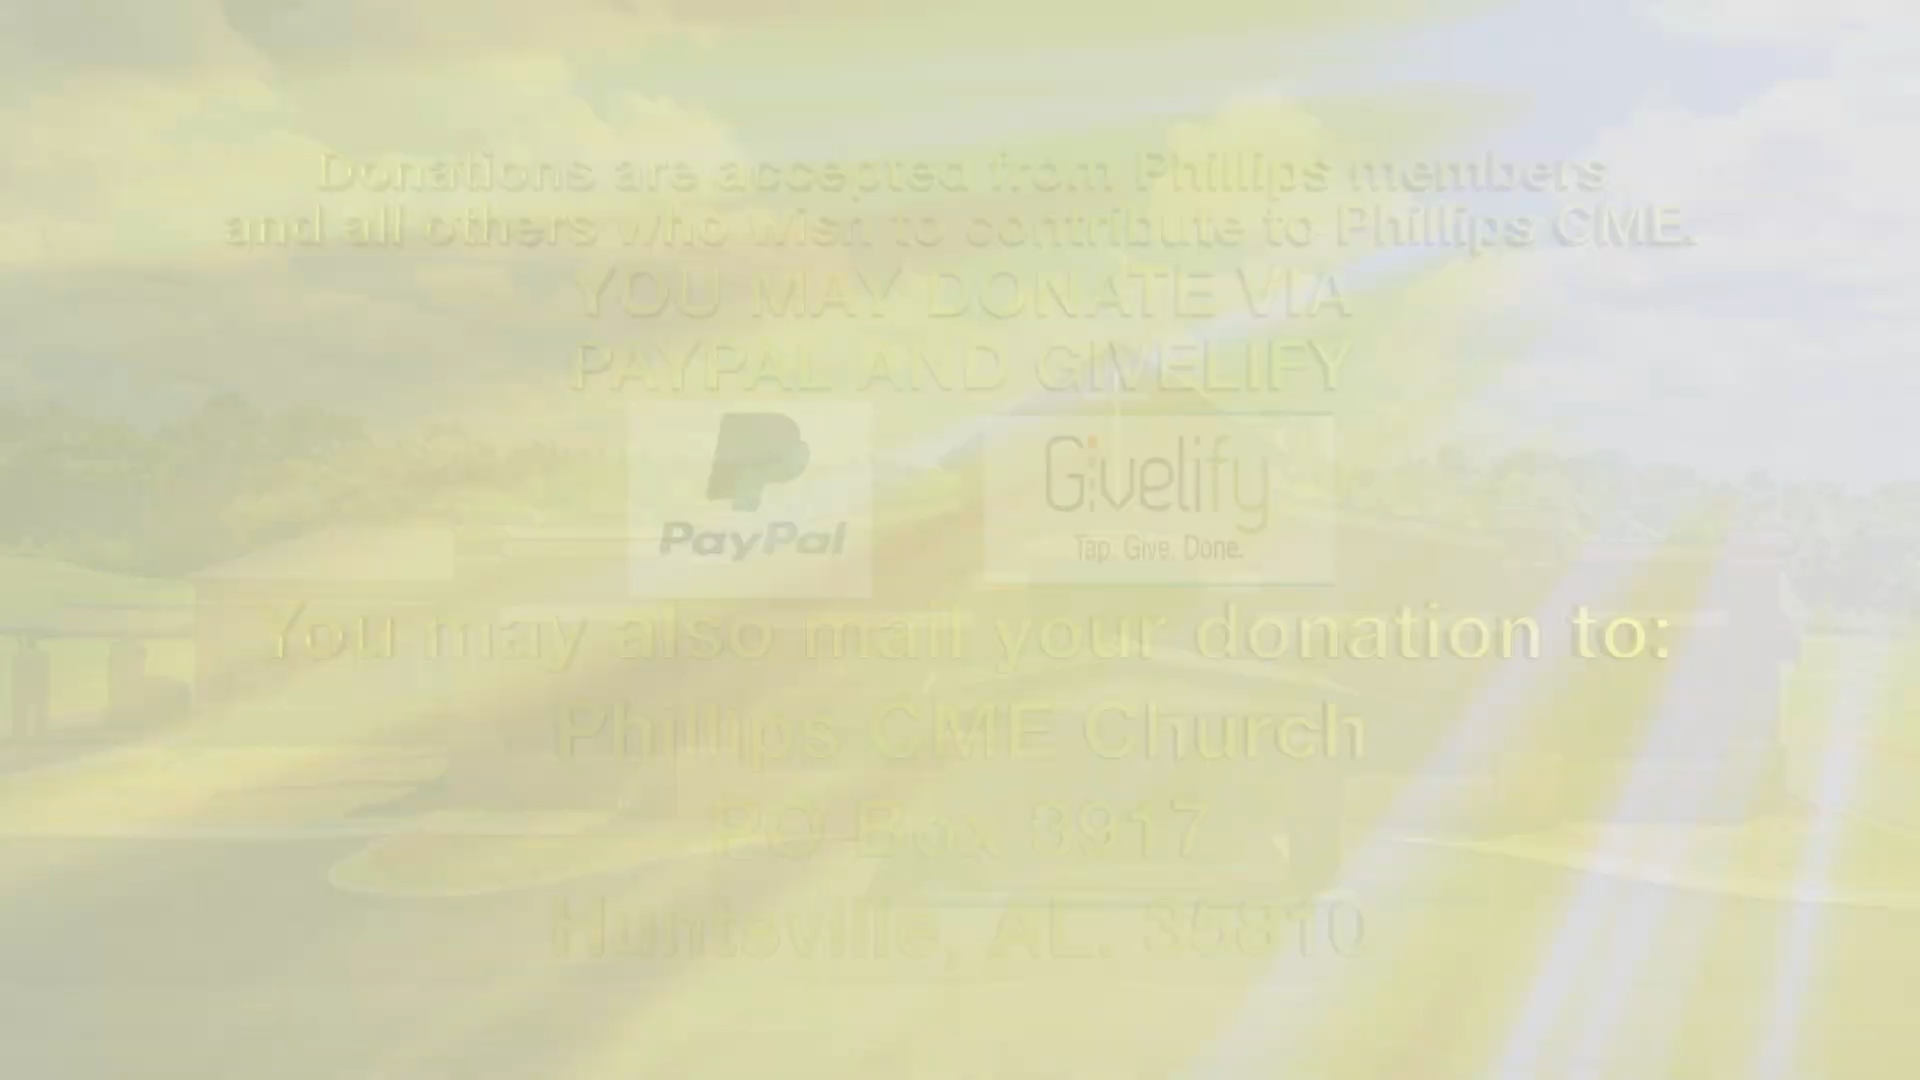 Donations are accepted from Phillips members
and all others who wish to contribute to Phillips CME.
YOU MAY DONATE VIA
PAYPAL AND GIVELIFY
PayPal
Givelify
Tap. Give. Done.
You may also mail your donation to:
Phillips CME Church
PO Box 3917
Huntsville, AL. 35810